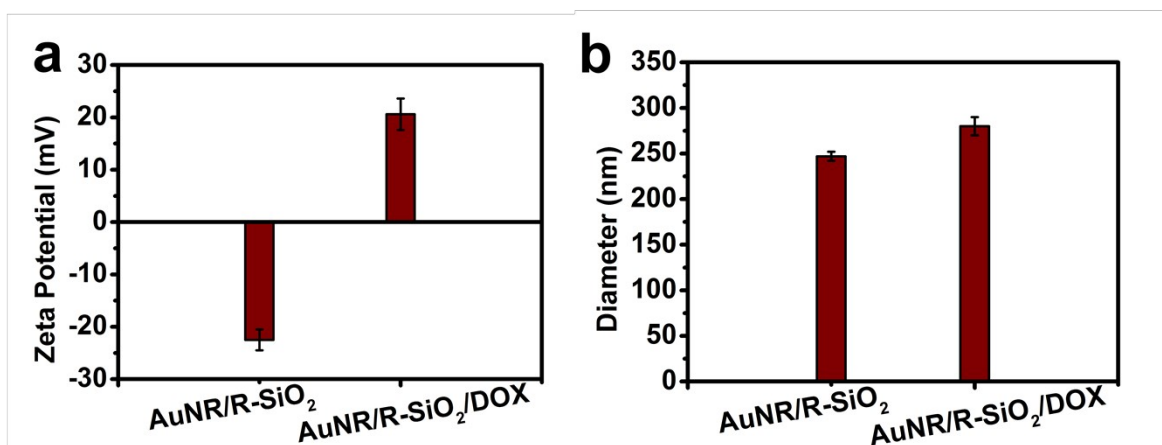 a
Zeta Potential (mV)
30
20
10
0
-10
-20
-30
AuNR/R-SiO₂
AuNR/R-SiO₂/DOX
b
Diameter (nm)
350
300
250
200
150
100
50
0
AuNR/R-SiO₂
AuNR/R-SiO₂/DOX